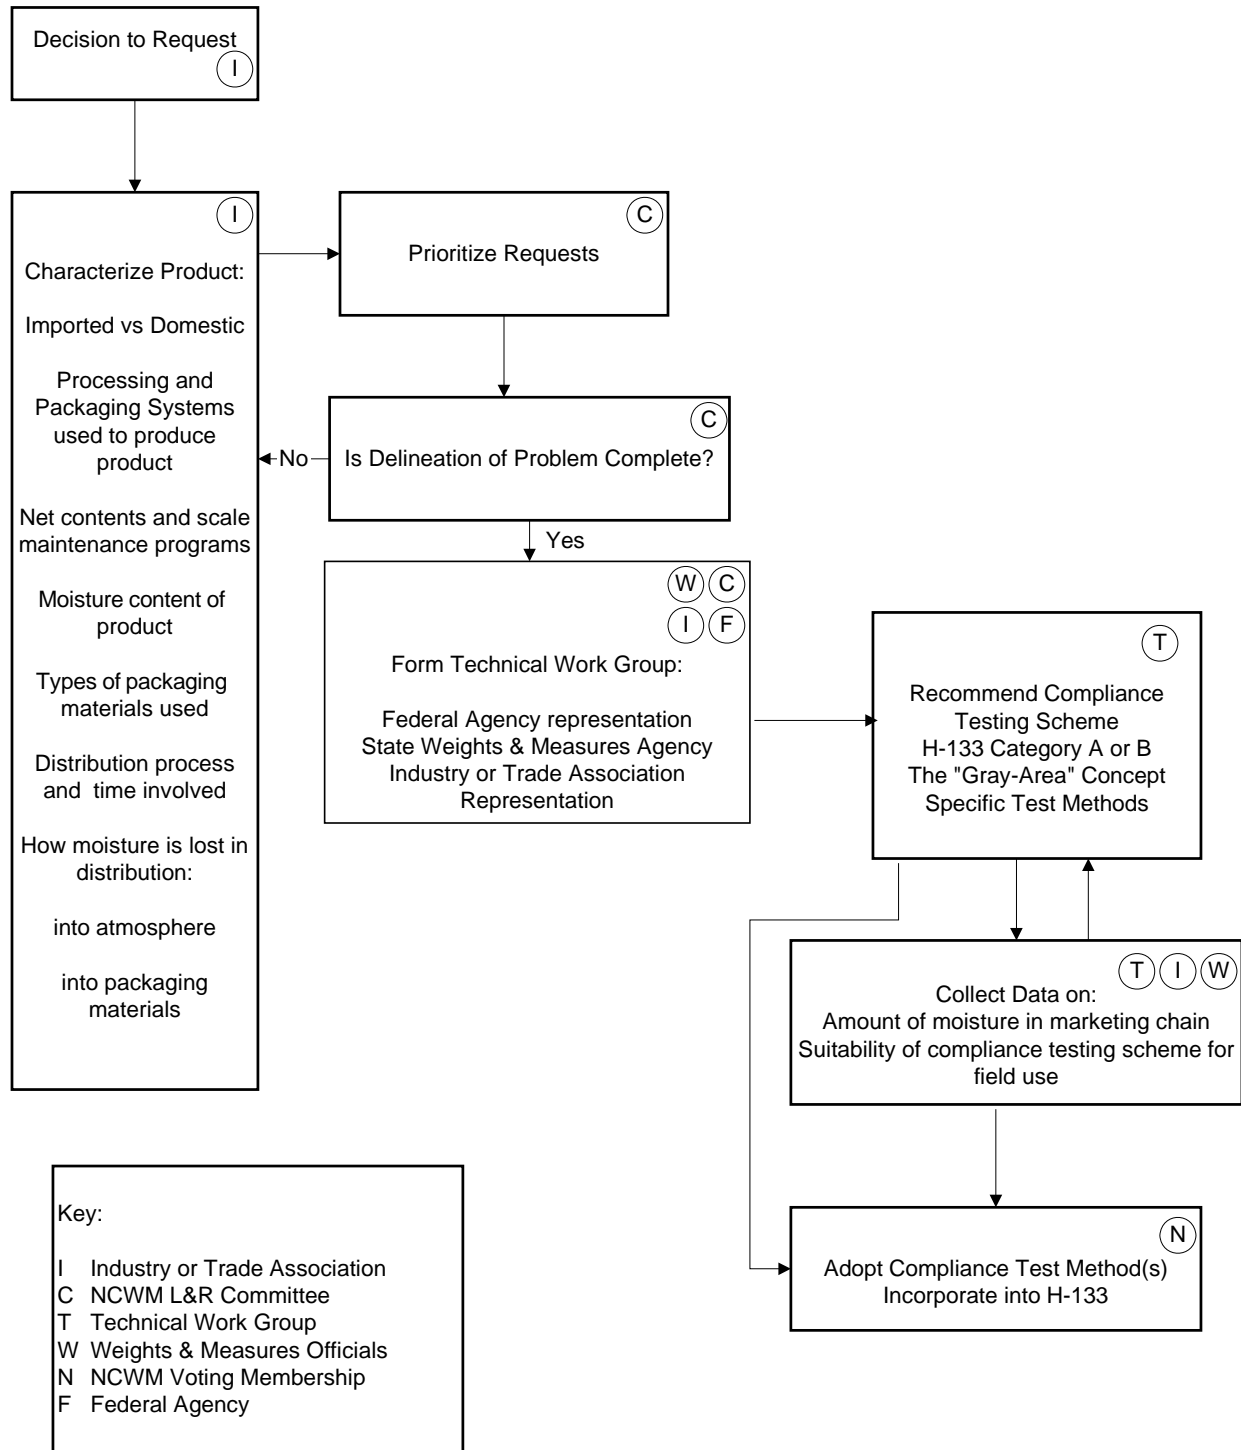 Decision to Request
I
I
Characterize Product:
Imported vs Domestic
Processing and
Packaging Systems
used to produce
product
Net contents and scale
maintenance programs
Moisture content of
product
Types of packaging
materials used
Distribution process
and time involved
How moisture is lost in
distribution:
into atmosphere
into packaging
materials
C
Prioritize Requests
C
Is Delineation of Problem Complete?
No
Yes
W C
I F
Form Technical Work Group:
Federal Agency representation
State Weights & Measures Agency
Industry or Trade Association
Representation
T
Recommend Compliance
Testing Scheme
H-133 Category A or B
The "Gray-Area" Concept
Specific Test Methods
T I W
Collect Data on:
Amount of moisture in marketing chain
Suitability of compliance testing scheme for
field use
N
Adopt Compliance Test Method(s)
Incorporate into H-133
Key:
I Industry or Trade Association
C NCWM L&R Committee
T Technical Work Group
W Weights & Measures Officials
N NCWM Voting Membership
F Federal Agency